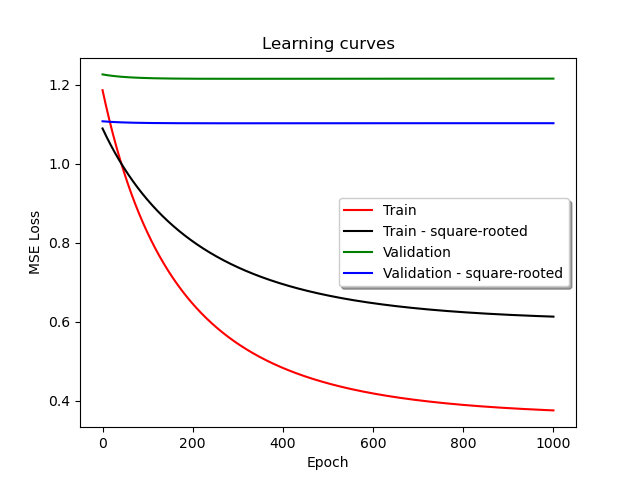 Learning curves
MSE Loss
1.2
1.0
0.8
0.6
0.4
Train
Train - square-rooted
Validation
Validation - square-rooted
0
200
400
600
800
1000
Epoch